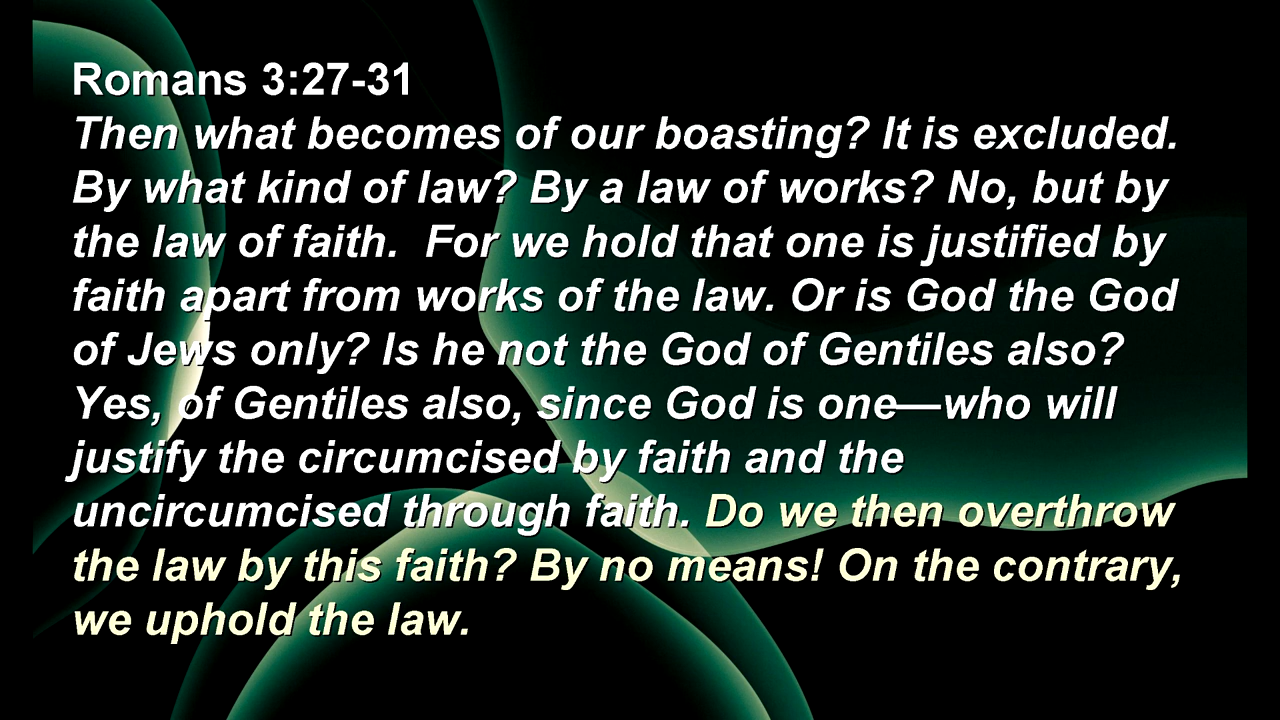 Romans 3:27-31
Then what becomes of our boasting? It is excluded.
By what kind of law? By a law of works? No, but by
the law of faith.  For we hold that one is justified by
faith apart from works of the law. Or is God the God
of Jews only? Is he not the God of Gentiles also?
Yes, of Gentiles also, since God is one—who will
justify the circumcised by faith and the
uncircumcised through faith. Do we then overthrow
the law by this faith? By no means! On the contrary,
we uphold the law.